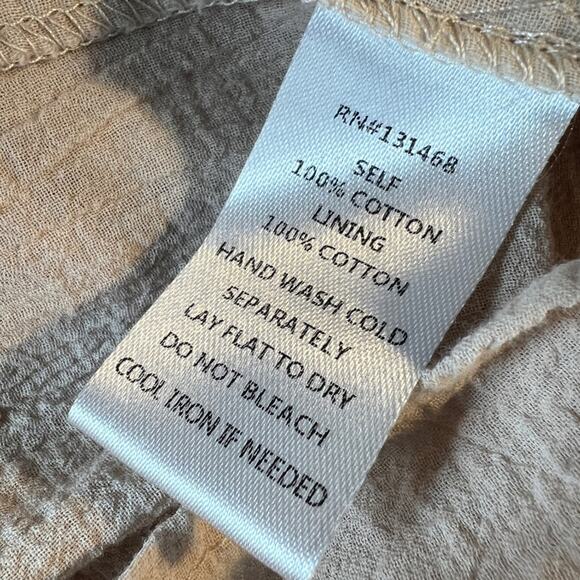 RN#131468
SELF
100% COTTON
LINING
100% COTTON
HAND WASH COLD
SEPARATELY
LAY FLAT TO DRY
DO NOT BLEACH
COOL IRON IF NEEDED